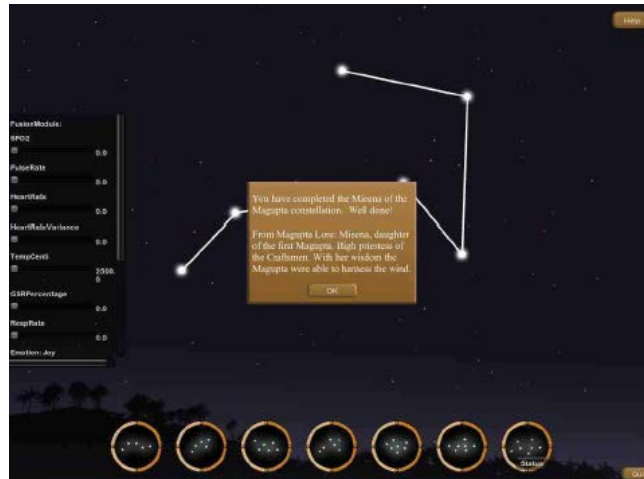 Help
FusionModule:
SPO2
0.0
PulseRate
0.0
HeartRate
0.0
HeartRateVariance
0.0
TempCenti
2500.
0
GSRPercentage
0.0
RespRate
0.0
Emotion: Joy
You have completed the Mirena of the
Magupta constellation. Well done!
From Magupta Lore: Mirena, daughter
of the first Magupta. High priestess of
the Craftsmen. With her wisdom the
Magupta were able to harness the wind.
OK
Status